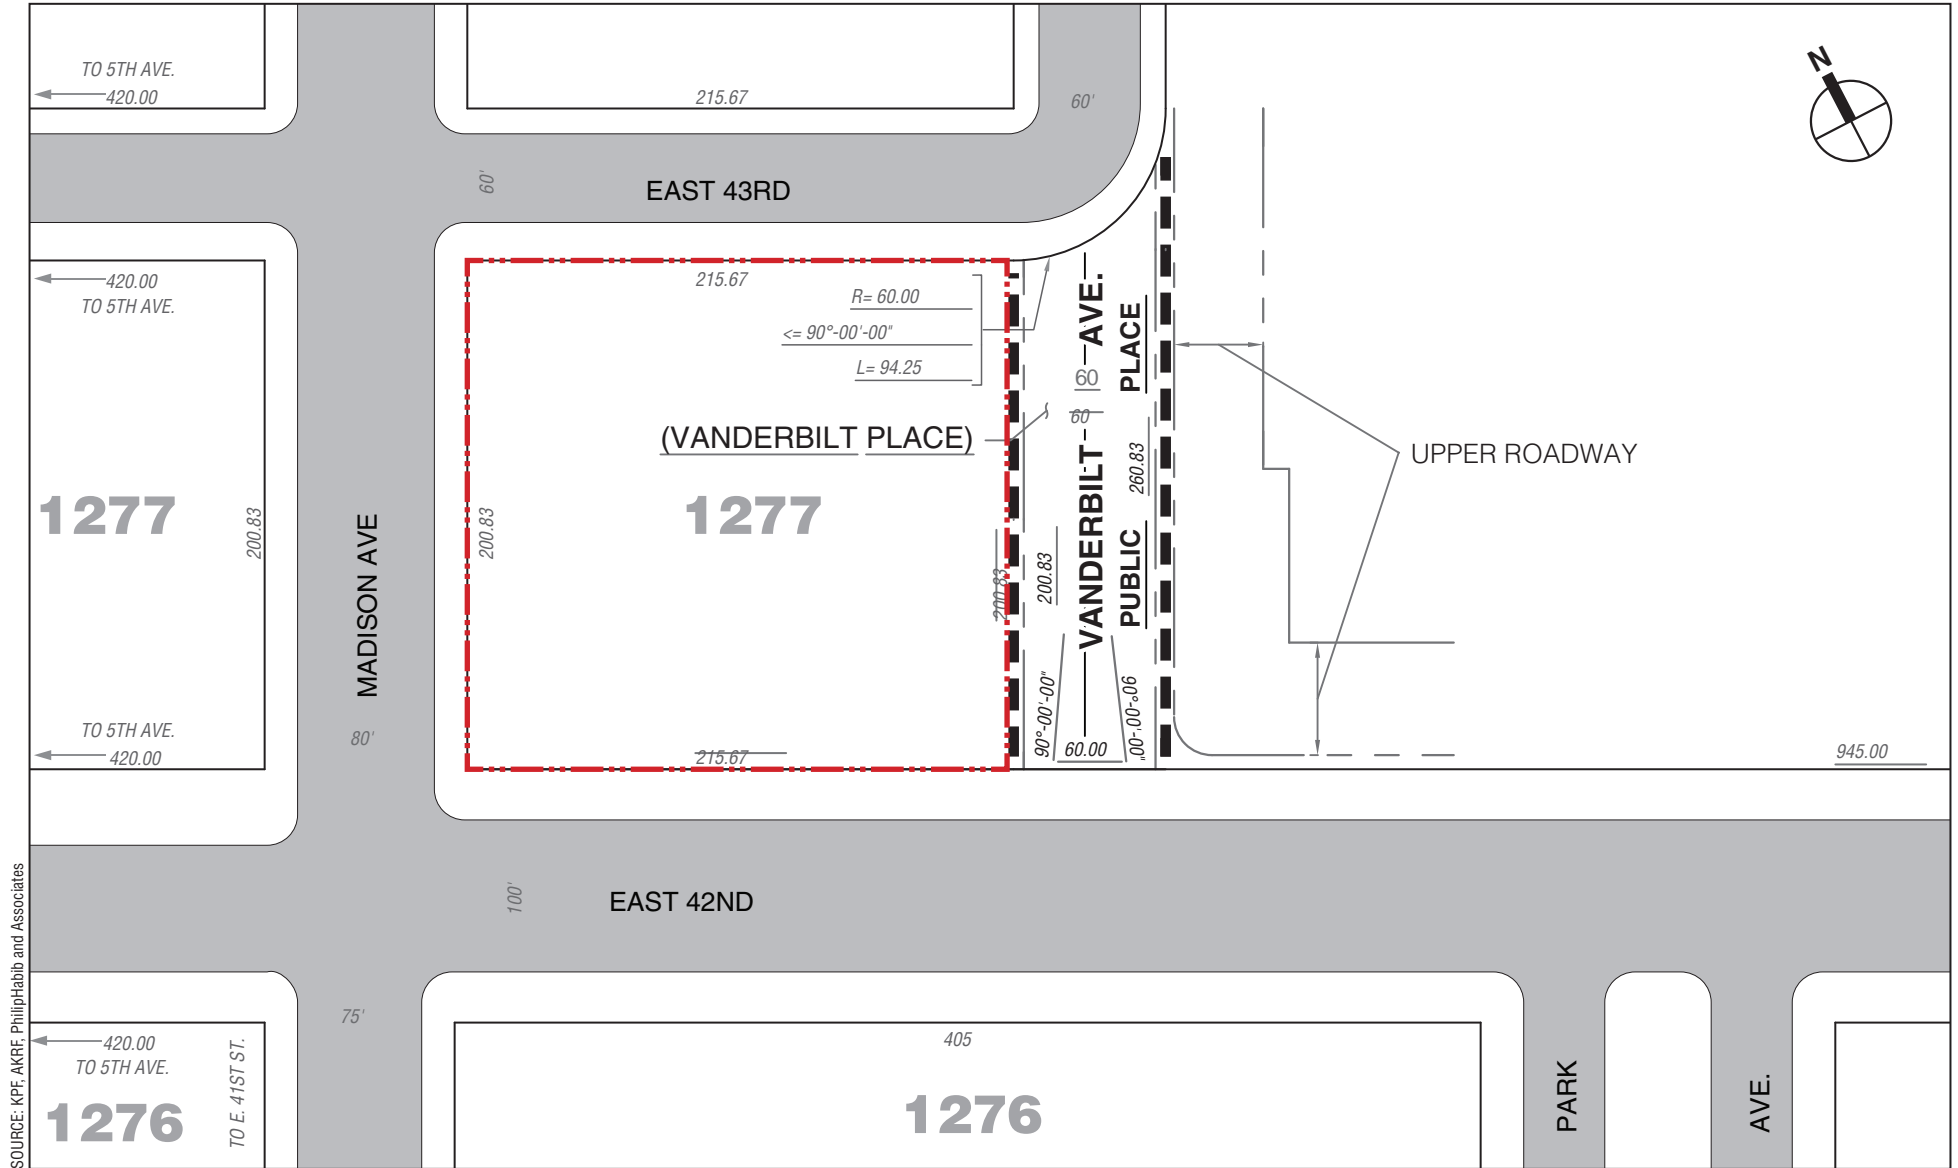 TO 5TH AVE.
420.00
215.67
60'
N
60'
EAST 43RD
420.00
TO 5TH AVE.
215.67
R= 60.00
<= 90°-00'-00"
L= 94.25
(VANDERBILT PLACE)
60
60
VANDERBILT AVE.
PUBLIC PLACE
260.83
UPPER ROADWAY
1277
200.83
MADISON AVE
200.83
1277
200.83
200.83
90°-00'-00"
60.00
90°-00'-00"
TO 5TH AVE.
420.00
80'
215.67
945.00
100'
EAST 42ND
75'
420.00
TO 5TH AVE.
TO E. 41ST ST.
1276
405
1276
PARK
AVE.
SOURCE: KPF, AKRF, PhilipHabib and Associates